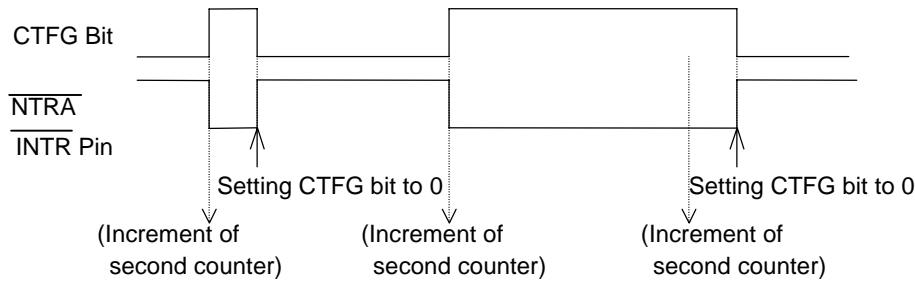 CTFG Bit
NTRA
INTR Pin
Setting CTFG bit to 0
Setting CTFG bit to 0
(Increment of
second counter)
(Increment of
second counter)
(Increment of
second counter)